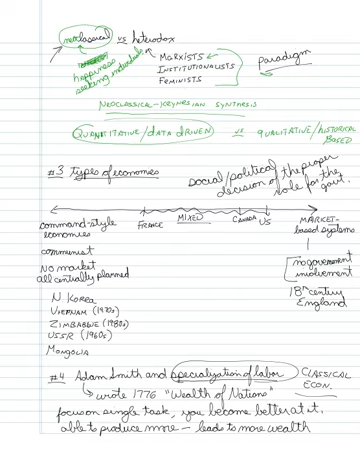 neoclassical vs heterodox
MARXISTS
INSTITUTIONALISTS
FEMINISTS
paradigm
happiness
seeking individuals
NEOCLASSICAL-KEYNESIAN SYNTHESIS
QUANTITATIVE/DATA DRIVEN vs QUALITATIVE/HISTORICAL
BASED
#3 types of economies
social/political the proper
decision of role for the
govt.
FRANCE
MIXED
CANADA
US
command-style
economies
MARKET-
based systems
communist
No market
all centrally planned
no government
involvement
18th century
England
N. Korea
VIETNAM (1970s)
ZIMBABWE (1980s)
USSR (1960s)
MONGOLIA
#4 Adam Smith and specialization of labor
CLASSICAL
ECON.
wrote 1776 "Wealth of Nations"
focus on single task, you become better at it.
able to produce more - leads to more wealth